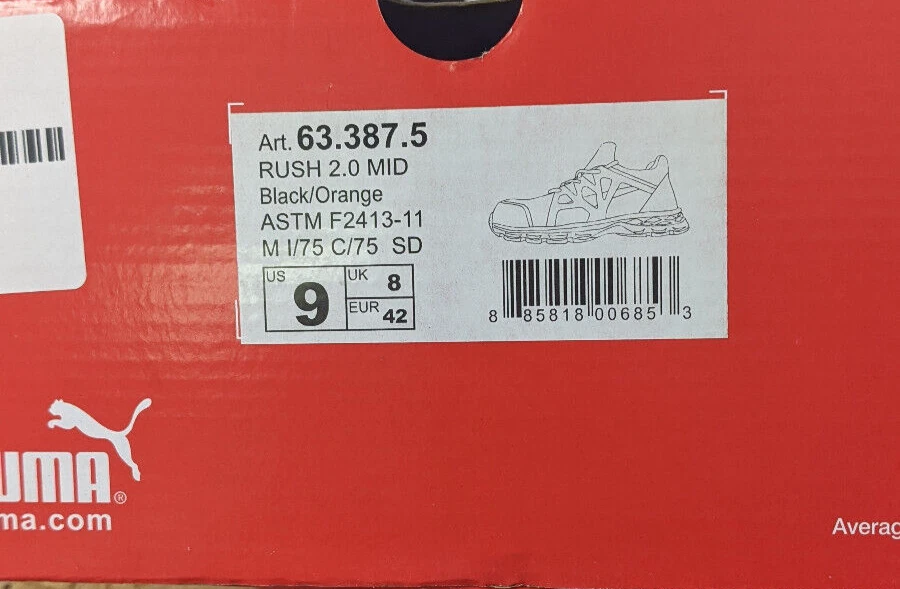 Art. 63.387.5
RUSH 2.0 MID
Black/Orange
ASTM F2413-11
M I/75 C/75 SD
US 9
UK 8
EUR 42
8 85818 00685 3
UMA®
ma.com
Averag